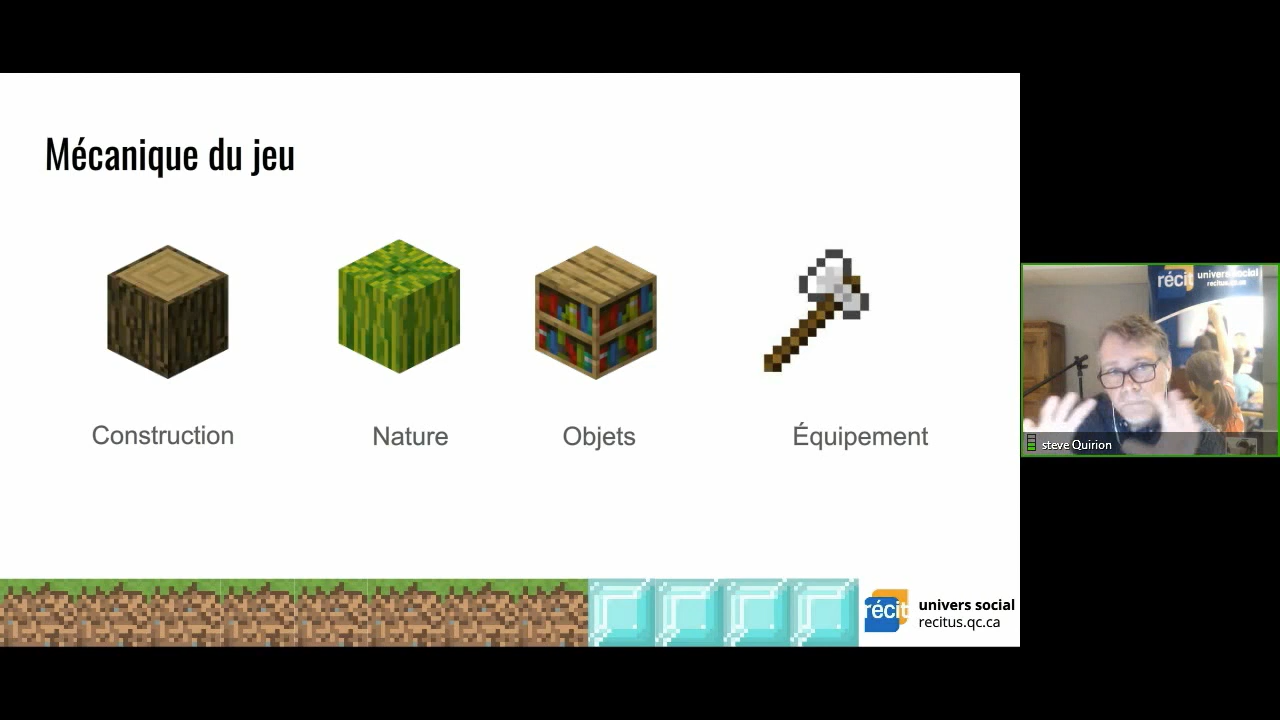 Mécanique du jeu
Construction
Nature
Objets
Équipement
récit
univers social
recitus.qc.ca
récit
univers social
recitus.qc.ca
steve Quirion